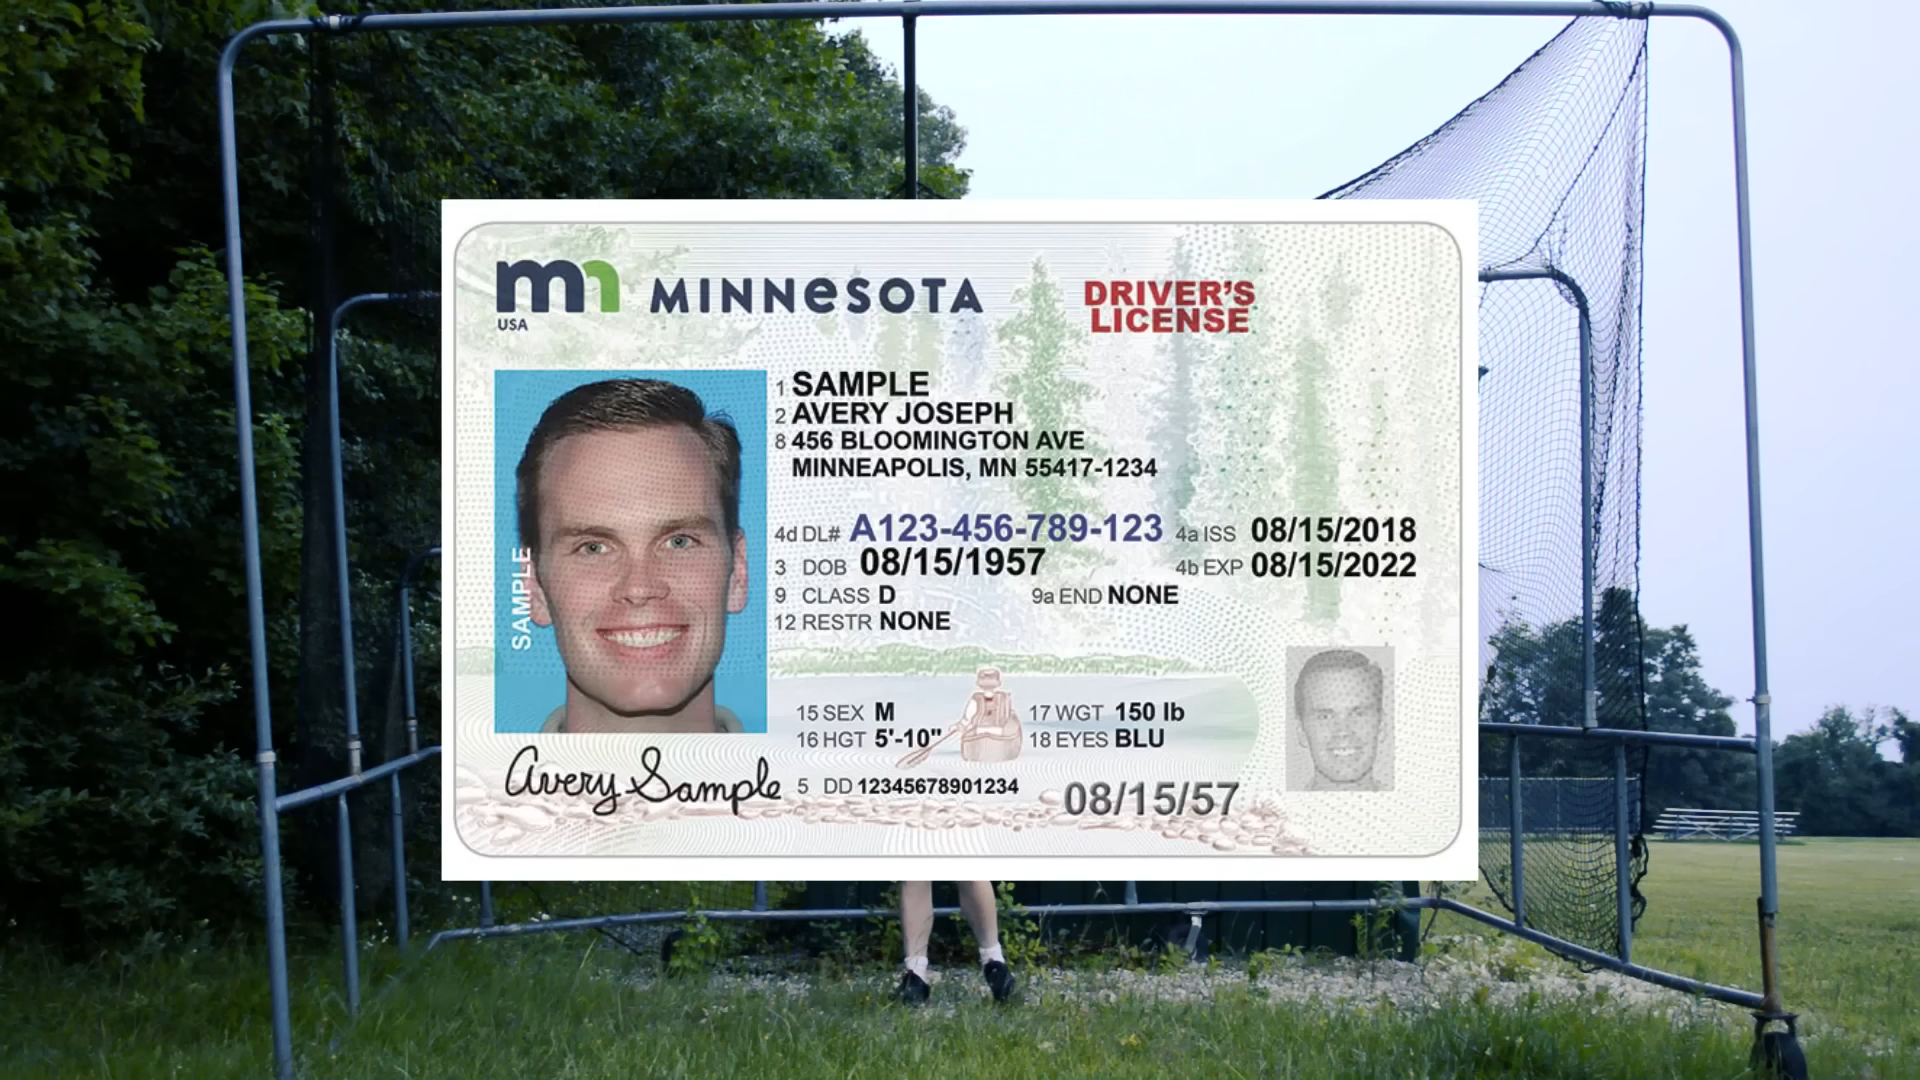 mn MINNesOTA
USA
DRIVER'S
LICENSE
1 SAMPLE
2 AVERY JOSEPH
8 456 BLOOMINGTON AVE
MINNEAPOLIS, MN 55417-1234
4d DL# A123-456-789-123 4a ISS 08/15/2018
3 DOB 08/15/1957 4b EXP 08/15/2022
9 CLASS D 9a END NONE
12 RESTR NONE
SAMPLE
15 SEX M 17 WGT 150 lb
16 HGT 5'-10" 18 EYES BLU
Avery Sample
5 DD 12345678901234
08/15/57